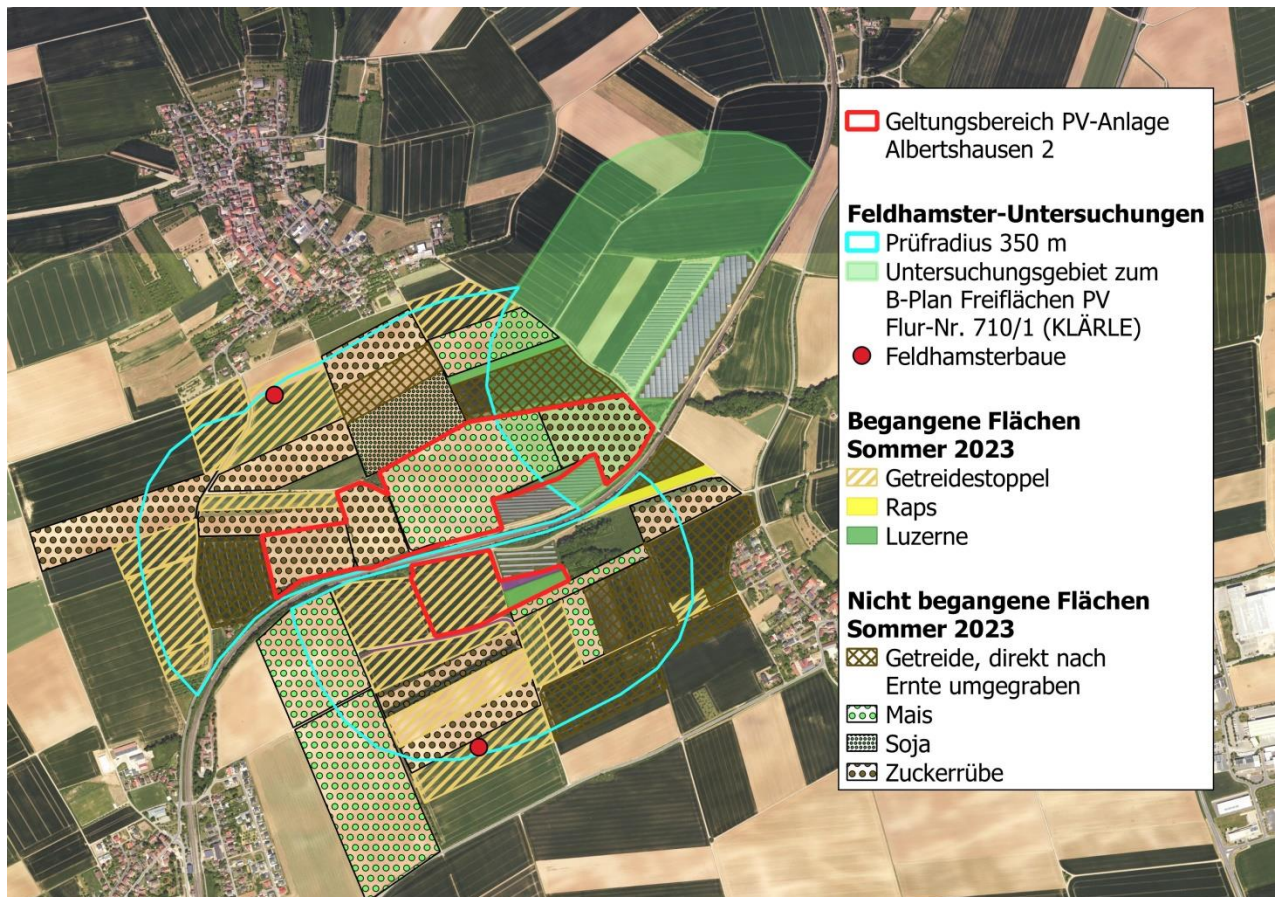 Geltungsbereich PV-Anlage
Albertshausen 2
Feldhamster-Untersuchungen
Prüfradius 350 m
Untersuchungsgebiet zum
B-Plan Freiflächen PV
Flur-Nr. 710/1 (KLÄRLE)
Feldhamsterbaue
Begangene Flächen
Sommer 2023
Getreidestoppel
Raps
Luzerne
Nicht begangene Flächen
Sommer 2023
Getreide, direkt nach
Ernte umgegraben
Mais
Soja
Zuckerrübe